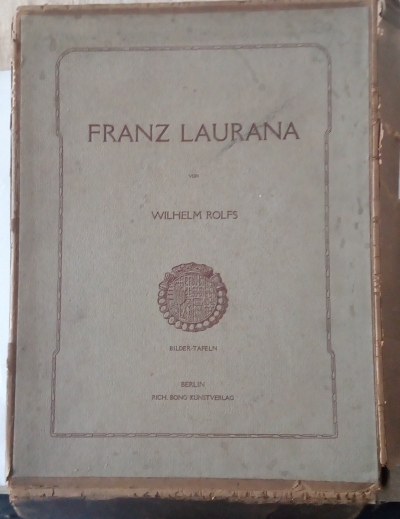 FRANZ LAURANA
VON
WILHELM ROLFS
BILDER-TAFELN
BERLIN
RICH. BONG KUNSTVERLAG